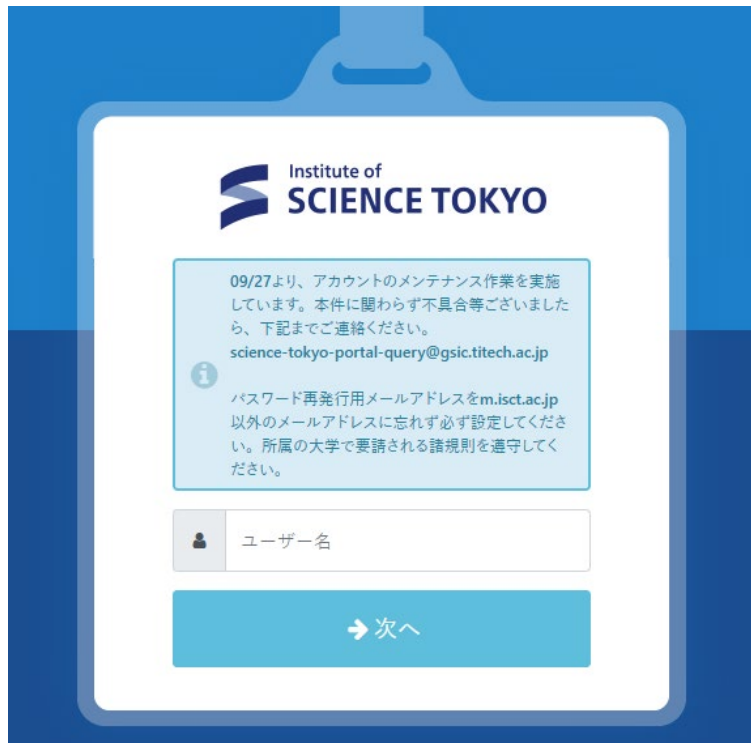 Institute of
SCIENCE TOKYO
09/27より、アカウントのメンテナンス作業を実施
しています。本件に関わらず不具合等ございました
ら、下記までご連絡ください。
science-tokyo-portal-query@gsic.titech.ac.jp
パスワード再発行用メールアドレスをm.isct.ac.jp
以外のメールアドレスに忘れず必ず設定してくださ
い。所属の大学で要請される諸規則を遵守してく
ださい。
ユーザー名
次へ